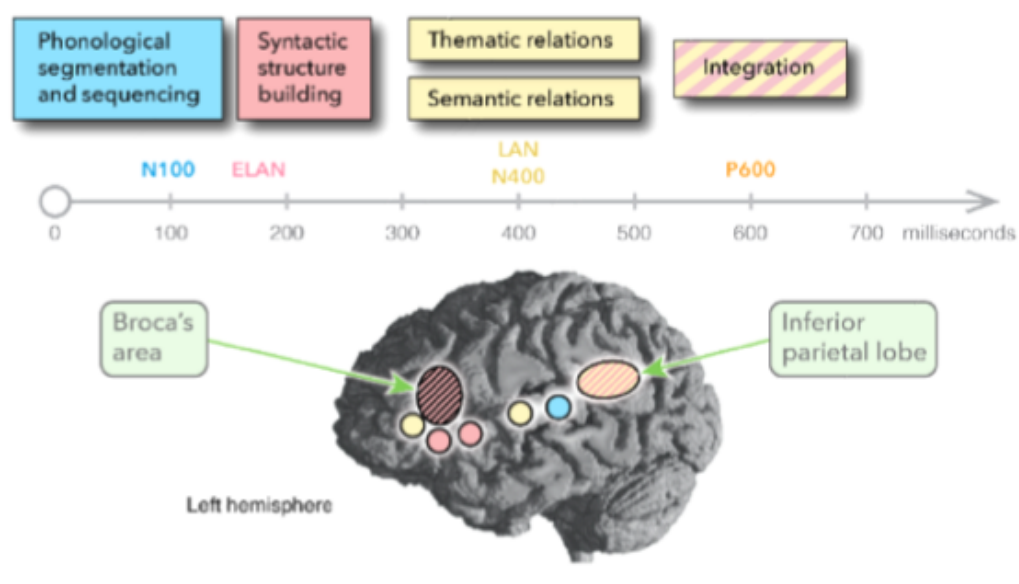 Phonological
segmentation
and sequencing
Syntactic
structure
building
Thematic relations
Semantic relations
Integration
N100
ELAN
LAN
N400
P600
0 100 200 300 400 500 600 700 milliseconds
Broca's
area
Inferior
parietal lobe
Left hemisphere